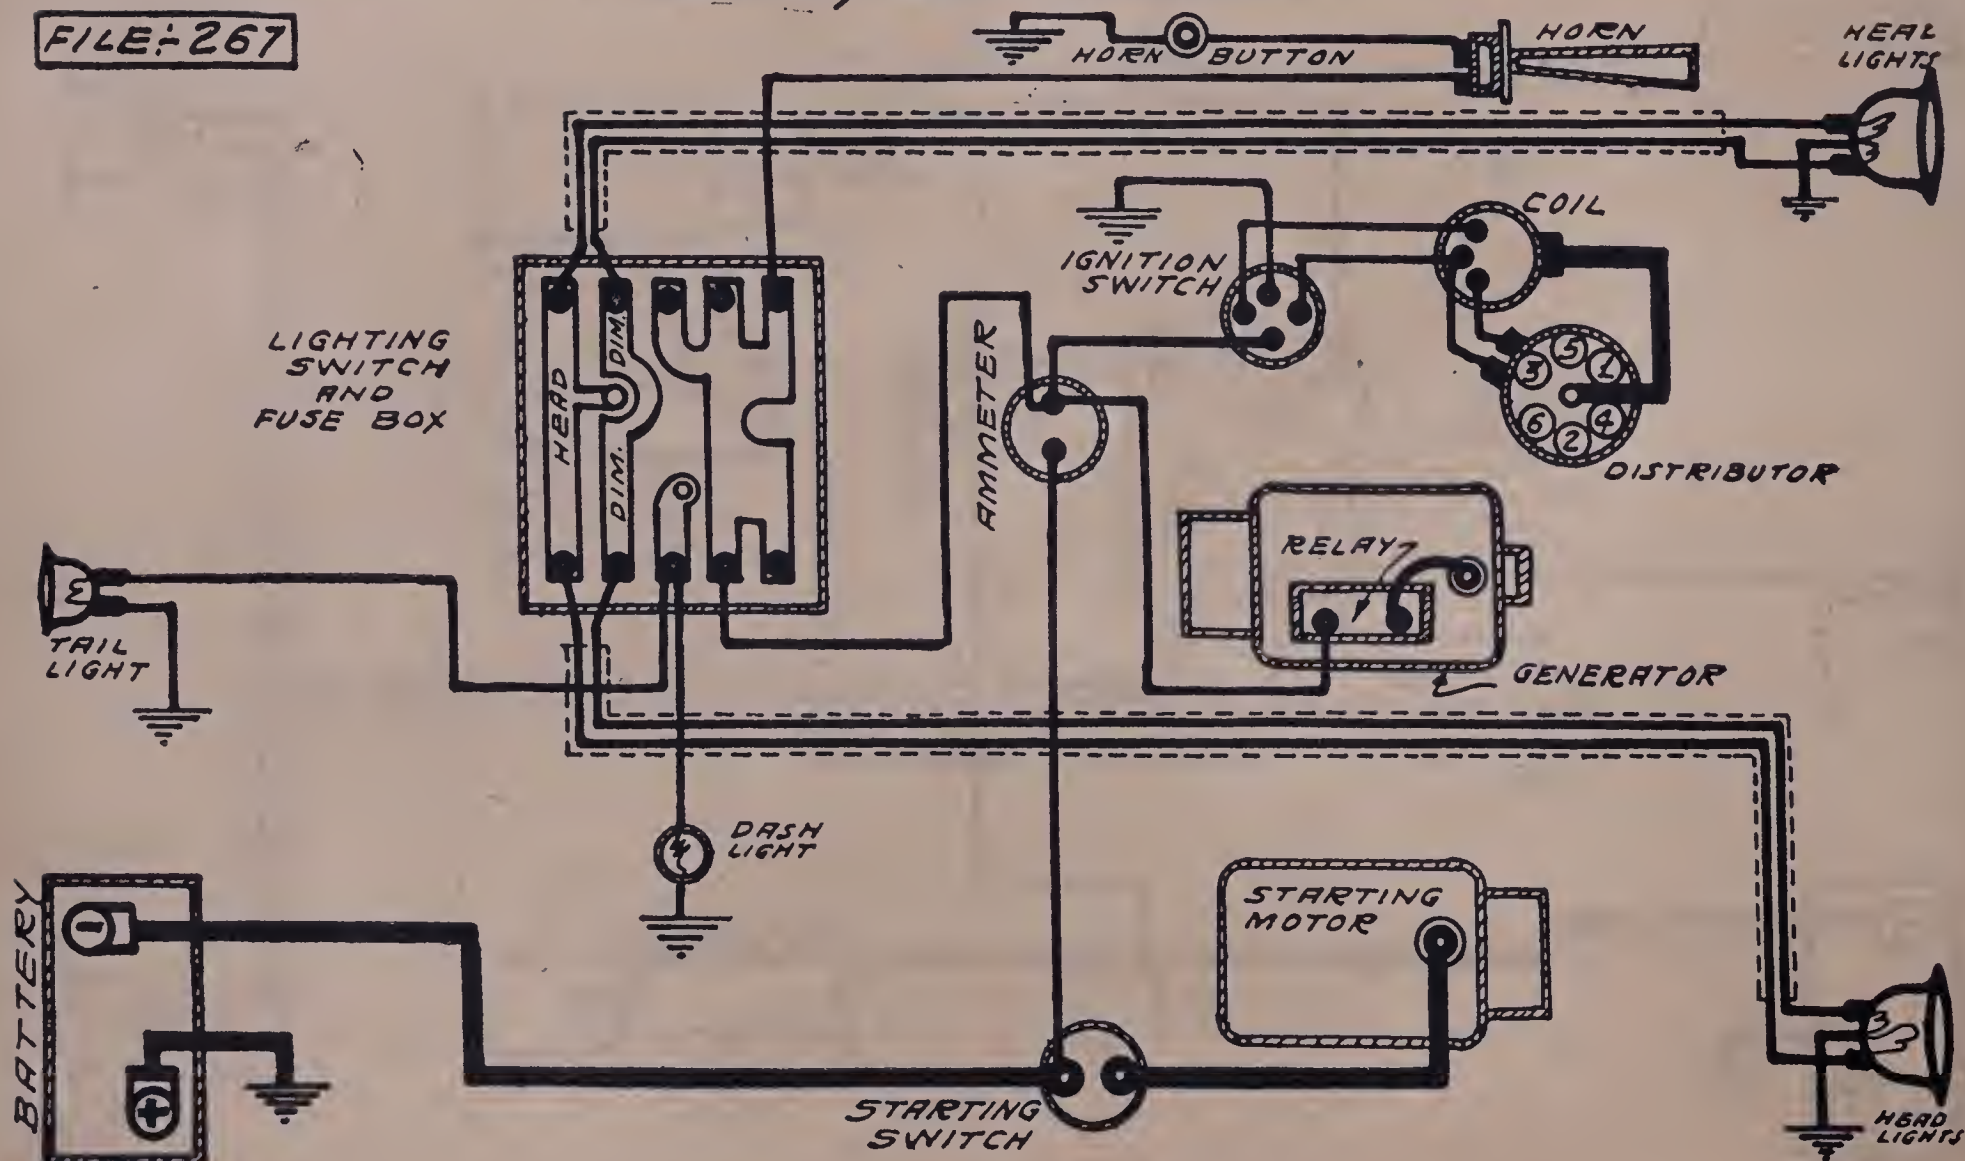 FILE:-267
HORN BUTTON
HORN
HEAD
LIGHTS
COIL
IGNITION
SWITCH
LIGHTING
SWITCH
AND
FUSE BOX
HEAD
DIM.
DIM.
AMMETER
5
3
1
6
4
2
DISTRIBUTOR
RELAY
GENERATOR
TAIL
LIGHT
DASH
LIGHT
BATTERY
-
+
STARTING
MOTOR
STARTING
SWITCH
HEAD
LIGHTS